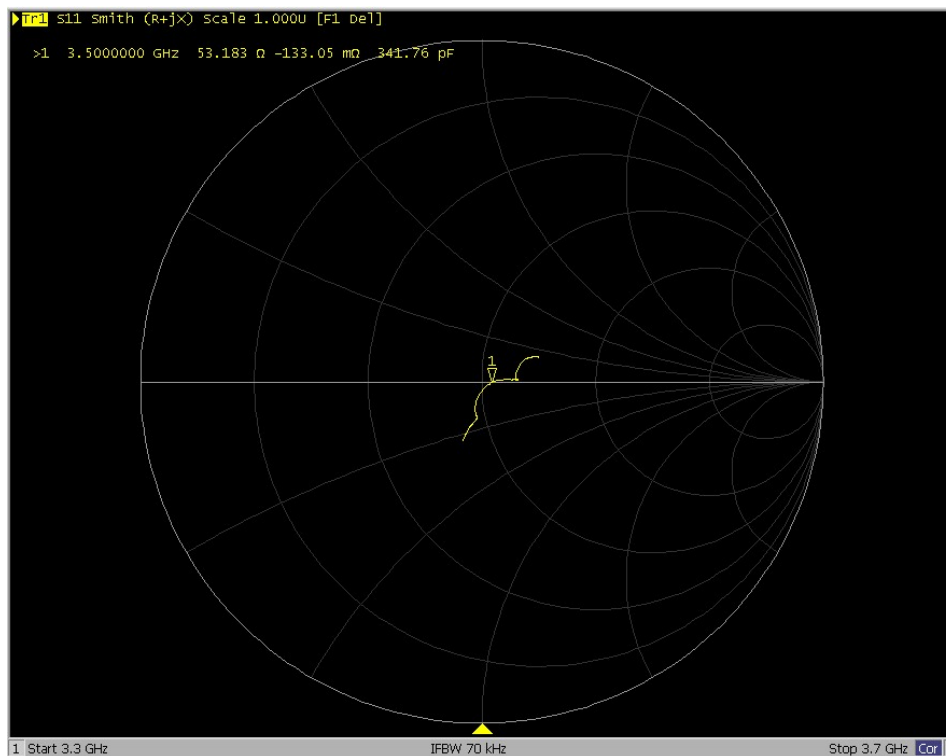 Tr1 S11 Smith (R+jX) Scale 1.000U [F1 Del]
>1 3.5000000 GHz 53.183 Ω -133.05 mΩ 341.76 pF
1
1 Start 3.3 GHz IFBW 70 kHz Stop 3.7 GHz Cor